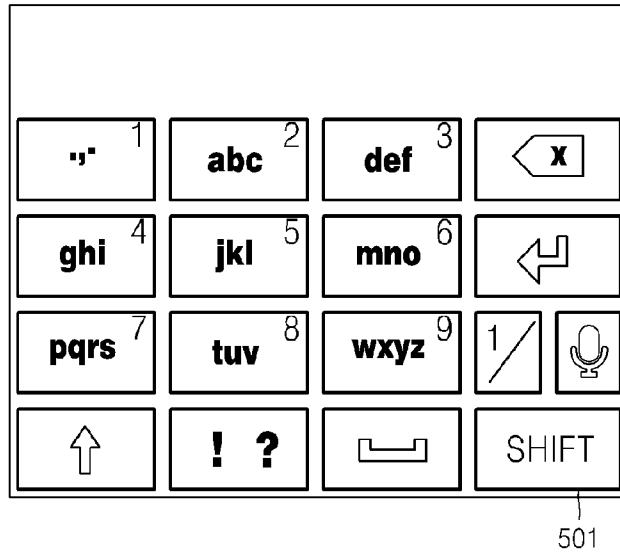 .,- 1 abc 2 def 3 X
ghi 4 jkl 5 mno 6
pqrs 7 tuv 8 wxyz 9 1/
! ? SHIFT
501